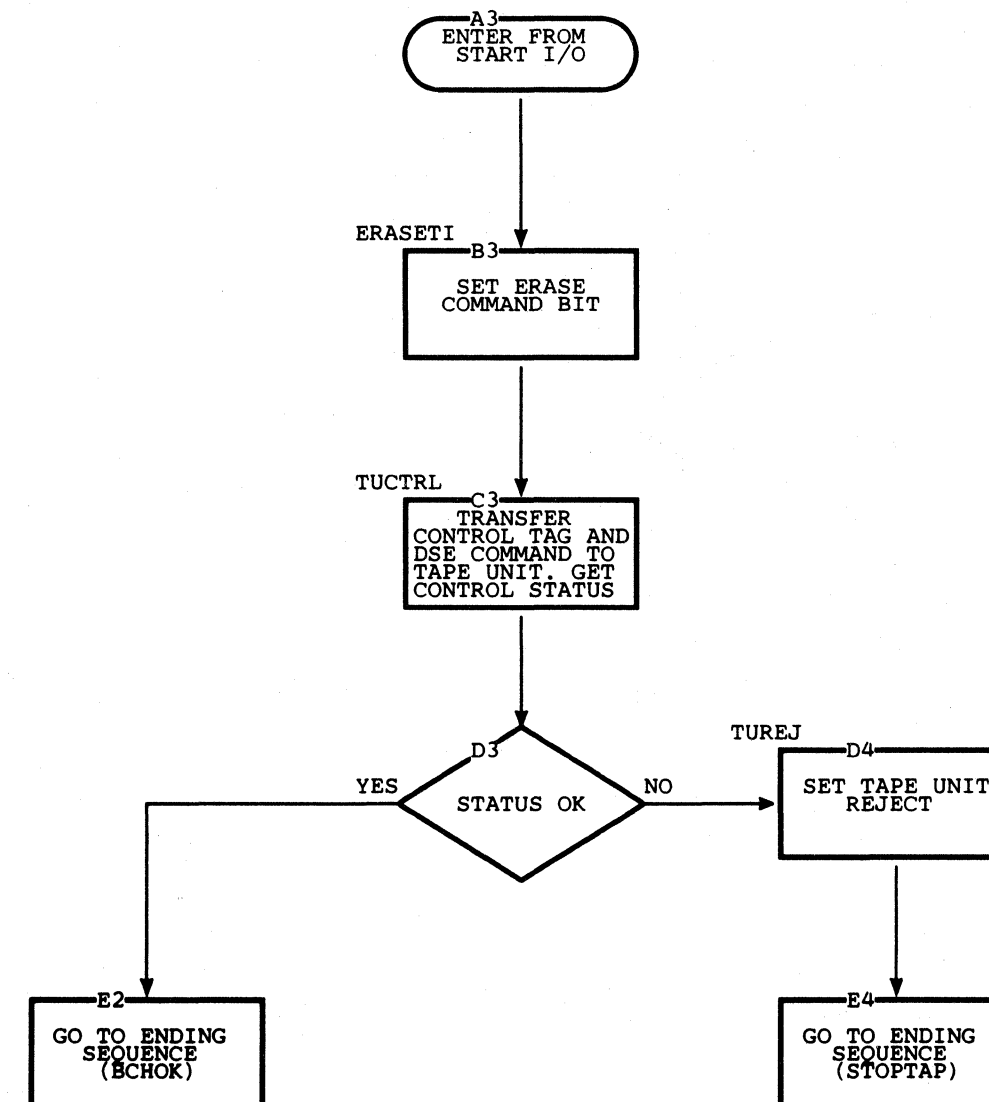 A3
ENTER FROM
START I/O
ERASETI
B3
SET ERASE
COMMAND BIT
TUCTRL
C3
TRANSFER
CONTROL TAG AND
DSE COMMAND TO
TAPE UNIT. GET
CONTROL STATUS
D3
YES
STATUS OK
NO
TUREJ
D4
SET TAPE UNIT
REJECT
E2
GO TO ENDING
SEQUENCE
(BCHOK)
E4
GO TO ENDING
SEQUENCE
(STOPTAP)